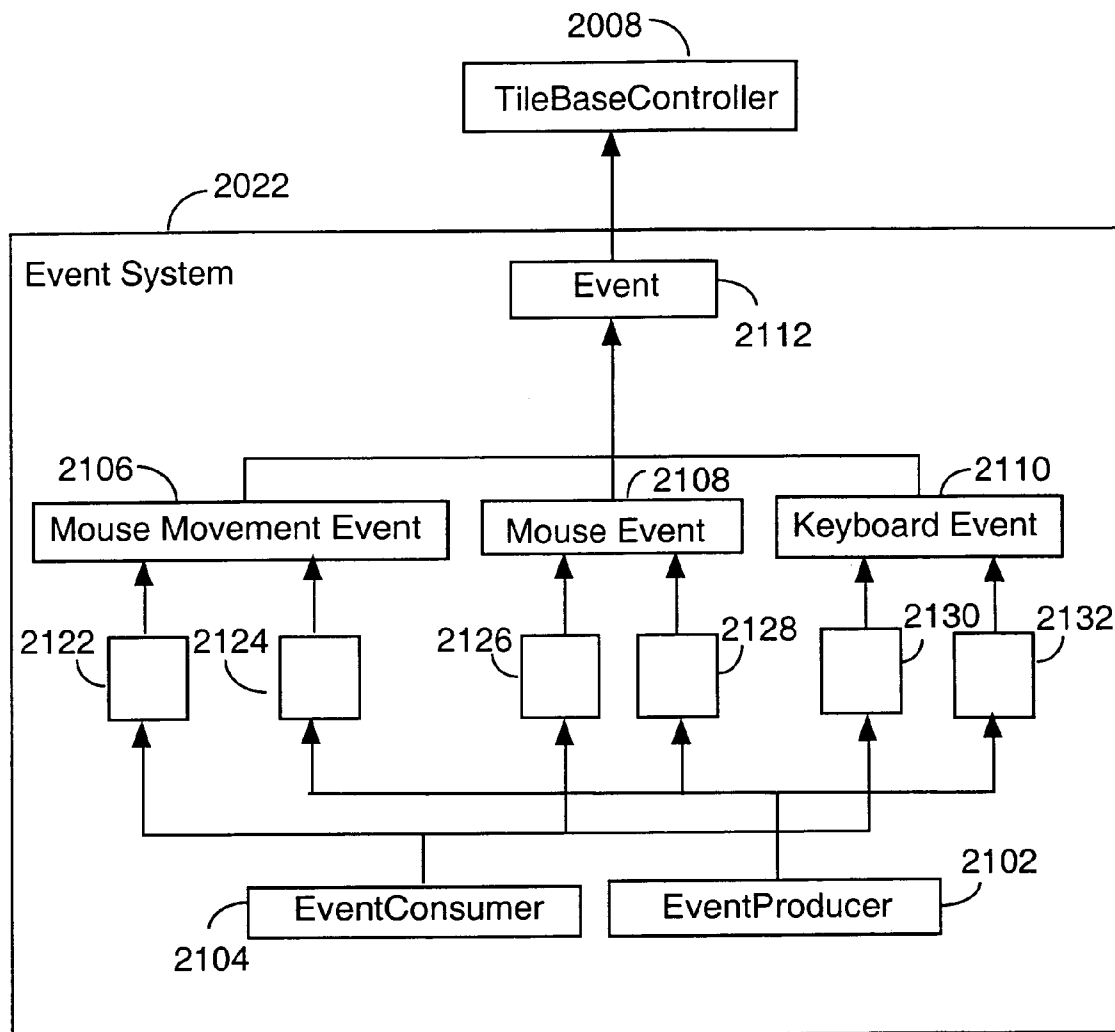 2008
TileBaseController
2022
Event System
Event
2112
2106
2108
2110
Mouse Movement Event
Mouse Event
Keyboard Event
2122
2124
2126
2128
2130
2132
2102
EventConsumer
EventProducer
2104